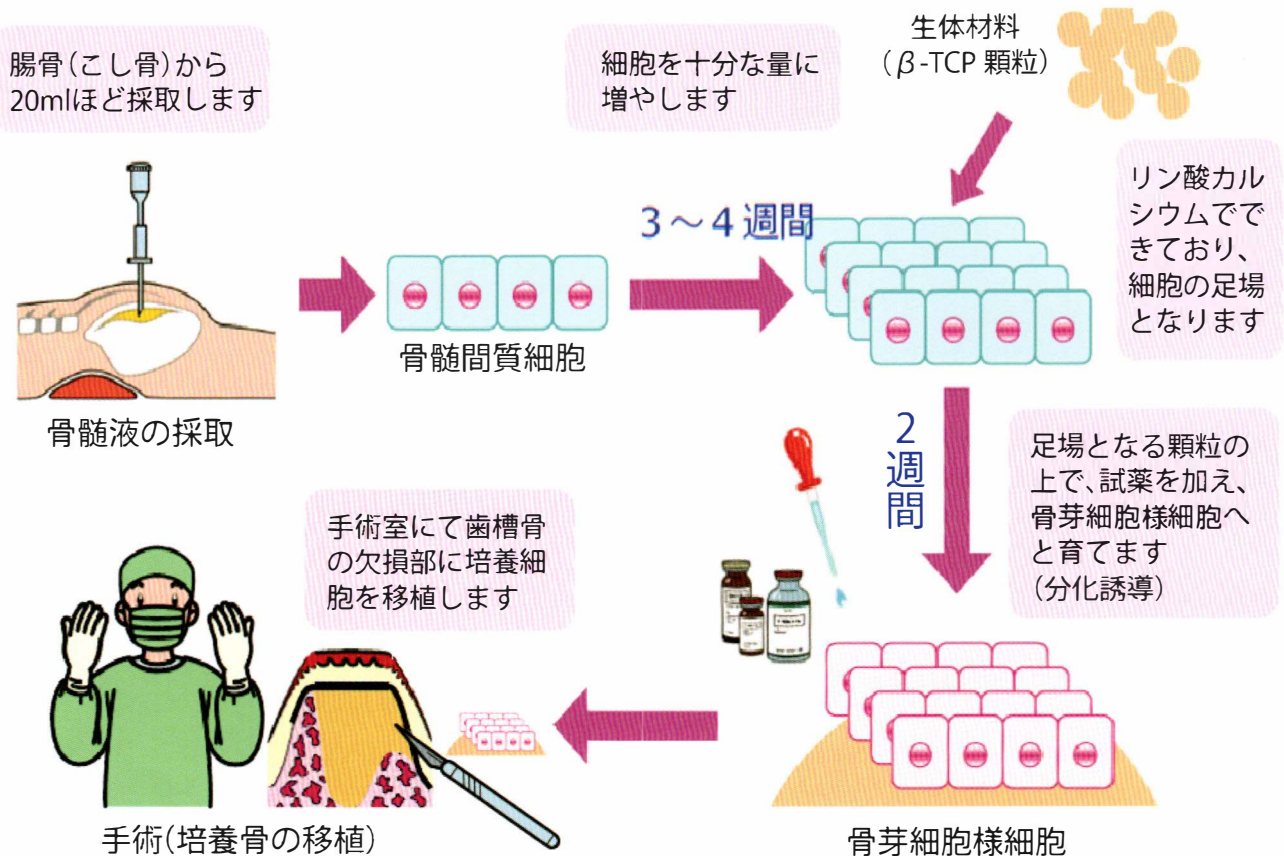 腸骨(こし骨)から
20mlほど採取します
骨髄液の採取
骨髄間質細胞
細胞を十分な量に
増やします
3～4週間
生体材料
(β-TCP 顆粒)
リン酸カル
シウムでで
きており、
細胞の足場
となります
2週間
足場となる顆粒の
上で、試薬を加え、
骨芽細胞様細胞へ
と育てます
(分化誘導)
骨芽細胞様細胞
手術室にて歯槽骨
の欠損部に培養細
胞を移植します
手術(培養骨の移植)